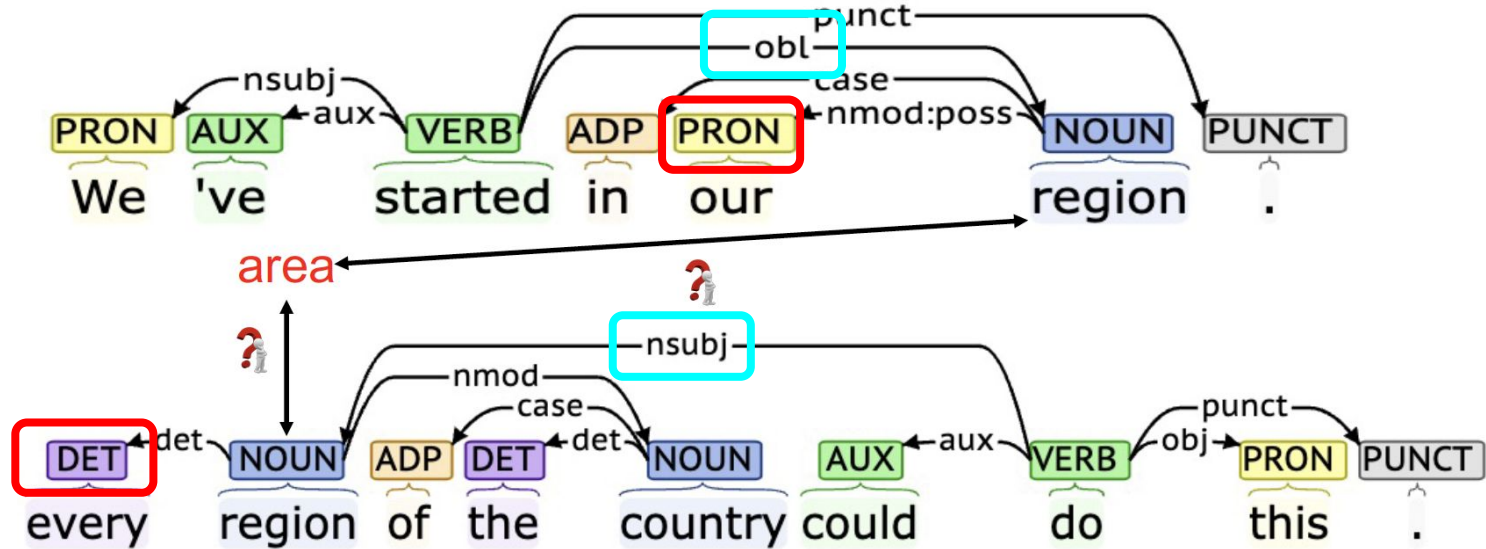 punct
obl
nsubj case
aux nmod:poss
PRON AUX VERB ADP PRON NOUN PUNCT
We 've started in our region .
area
? ?
nsubj
nmod
case punct
det det aux obj
DET NOUN ADP DET NOUN AUX VERB PRON PUNCT
every region of the country could do this .